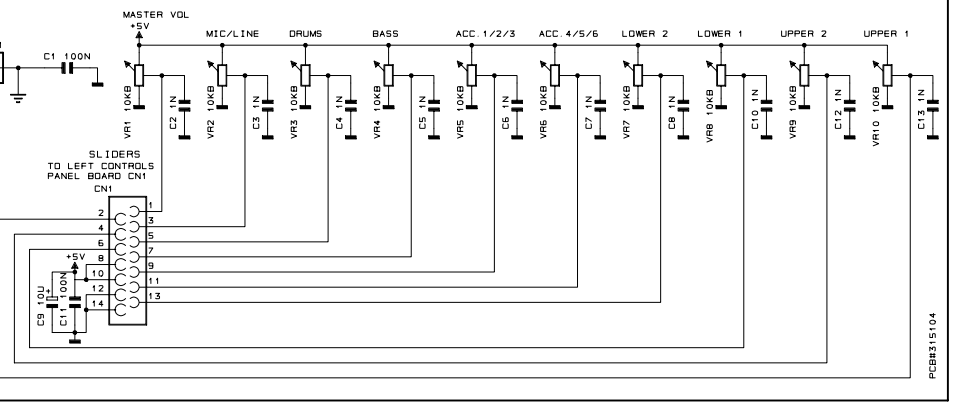 MASTER VOL
+5V
MIC/LINE
DRUMS
BASS
ACC.1/2/3
ACC.4/5/6
LOWER 2
LOWER 1
UPPER 2
UPPER 1
C1 100N
VR1 10KB
C2 1N
VR2 10KB
C3 1N
VR3 10KB
C4 1N
VR4 10KB
C5 1N
VR5 10KB
C6 1N
VR6 10KB
C7 1N
VR7 10KB
C8 1N
VR8 10KB
C10 1N
VR9 10KB
C12 1N
VR10 10KB
C13 1N
SLIDERS
TO LEFT CONTROLS
PANEL BOARD CN1
CN1
1
2
3
4
5
6
7
+5V
8
9
10
11
12
13
14
C9 10U
+
C11 100N
PCB#315104